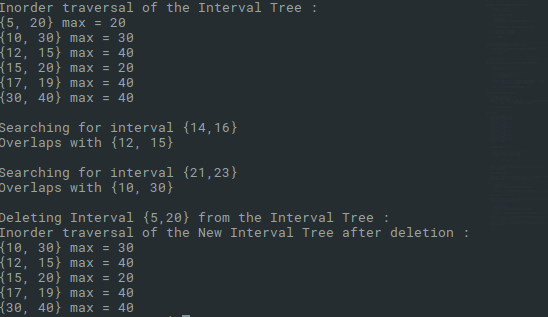 Inorder traversal of the Interval Tree :
{5, 20} max = 20
{10, 30} max = 30
{12, 15} max = 40
{15, 20} max = 20
{17, 19} max = 40
{30, 40} max = 40
Searching for interval {14,16}
Overlaps with {12, 15}
Searching for interval {21,23}
Overlaps with {10, 30}
Deleting Interval {5,20} from the Interval Tree :
Inorder traversal of the New Interval Tree after deletion :
{10, 30} max = 30
{12, 15} max = 40
{15, 20} max = 20
{17, 19} max = 40
{30, 40} max = 40